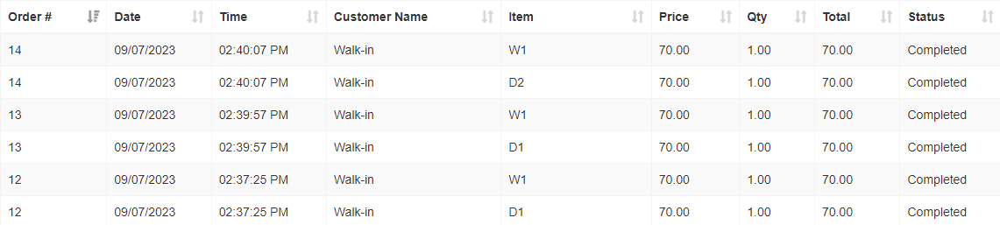 Order # Date Time Customer Name Item Price Qty Total Status
14 09/07/2023 02:40:07 PM Walk-in W1 70.00 1.00 70.00 Completed
14 09/07/2023 02:40:07 PM Walk-in D2 70.00 1.00 70.00 Completed
13 09/07/2023 02:39:57 PM Walk-in W1 70.00 1.00 70.00 Completed
13 09/07/2023 02:39:57 PM Walk-in D1 70.00 1.00 70.00 Completed
12 09/07/2023 02:37:25 PM Walk-in W1 70.00 1.00 70.00 Completed
12 09/07/2023 02:37:25 PM Walk-in D1 70.00 1.00 70.00 Completed